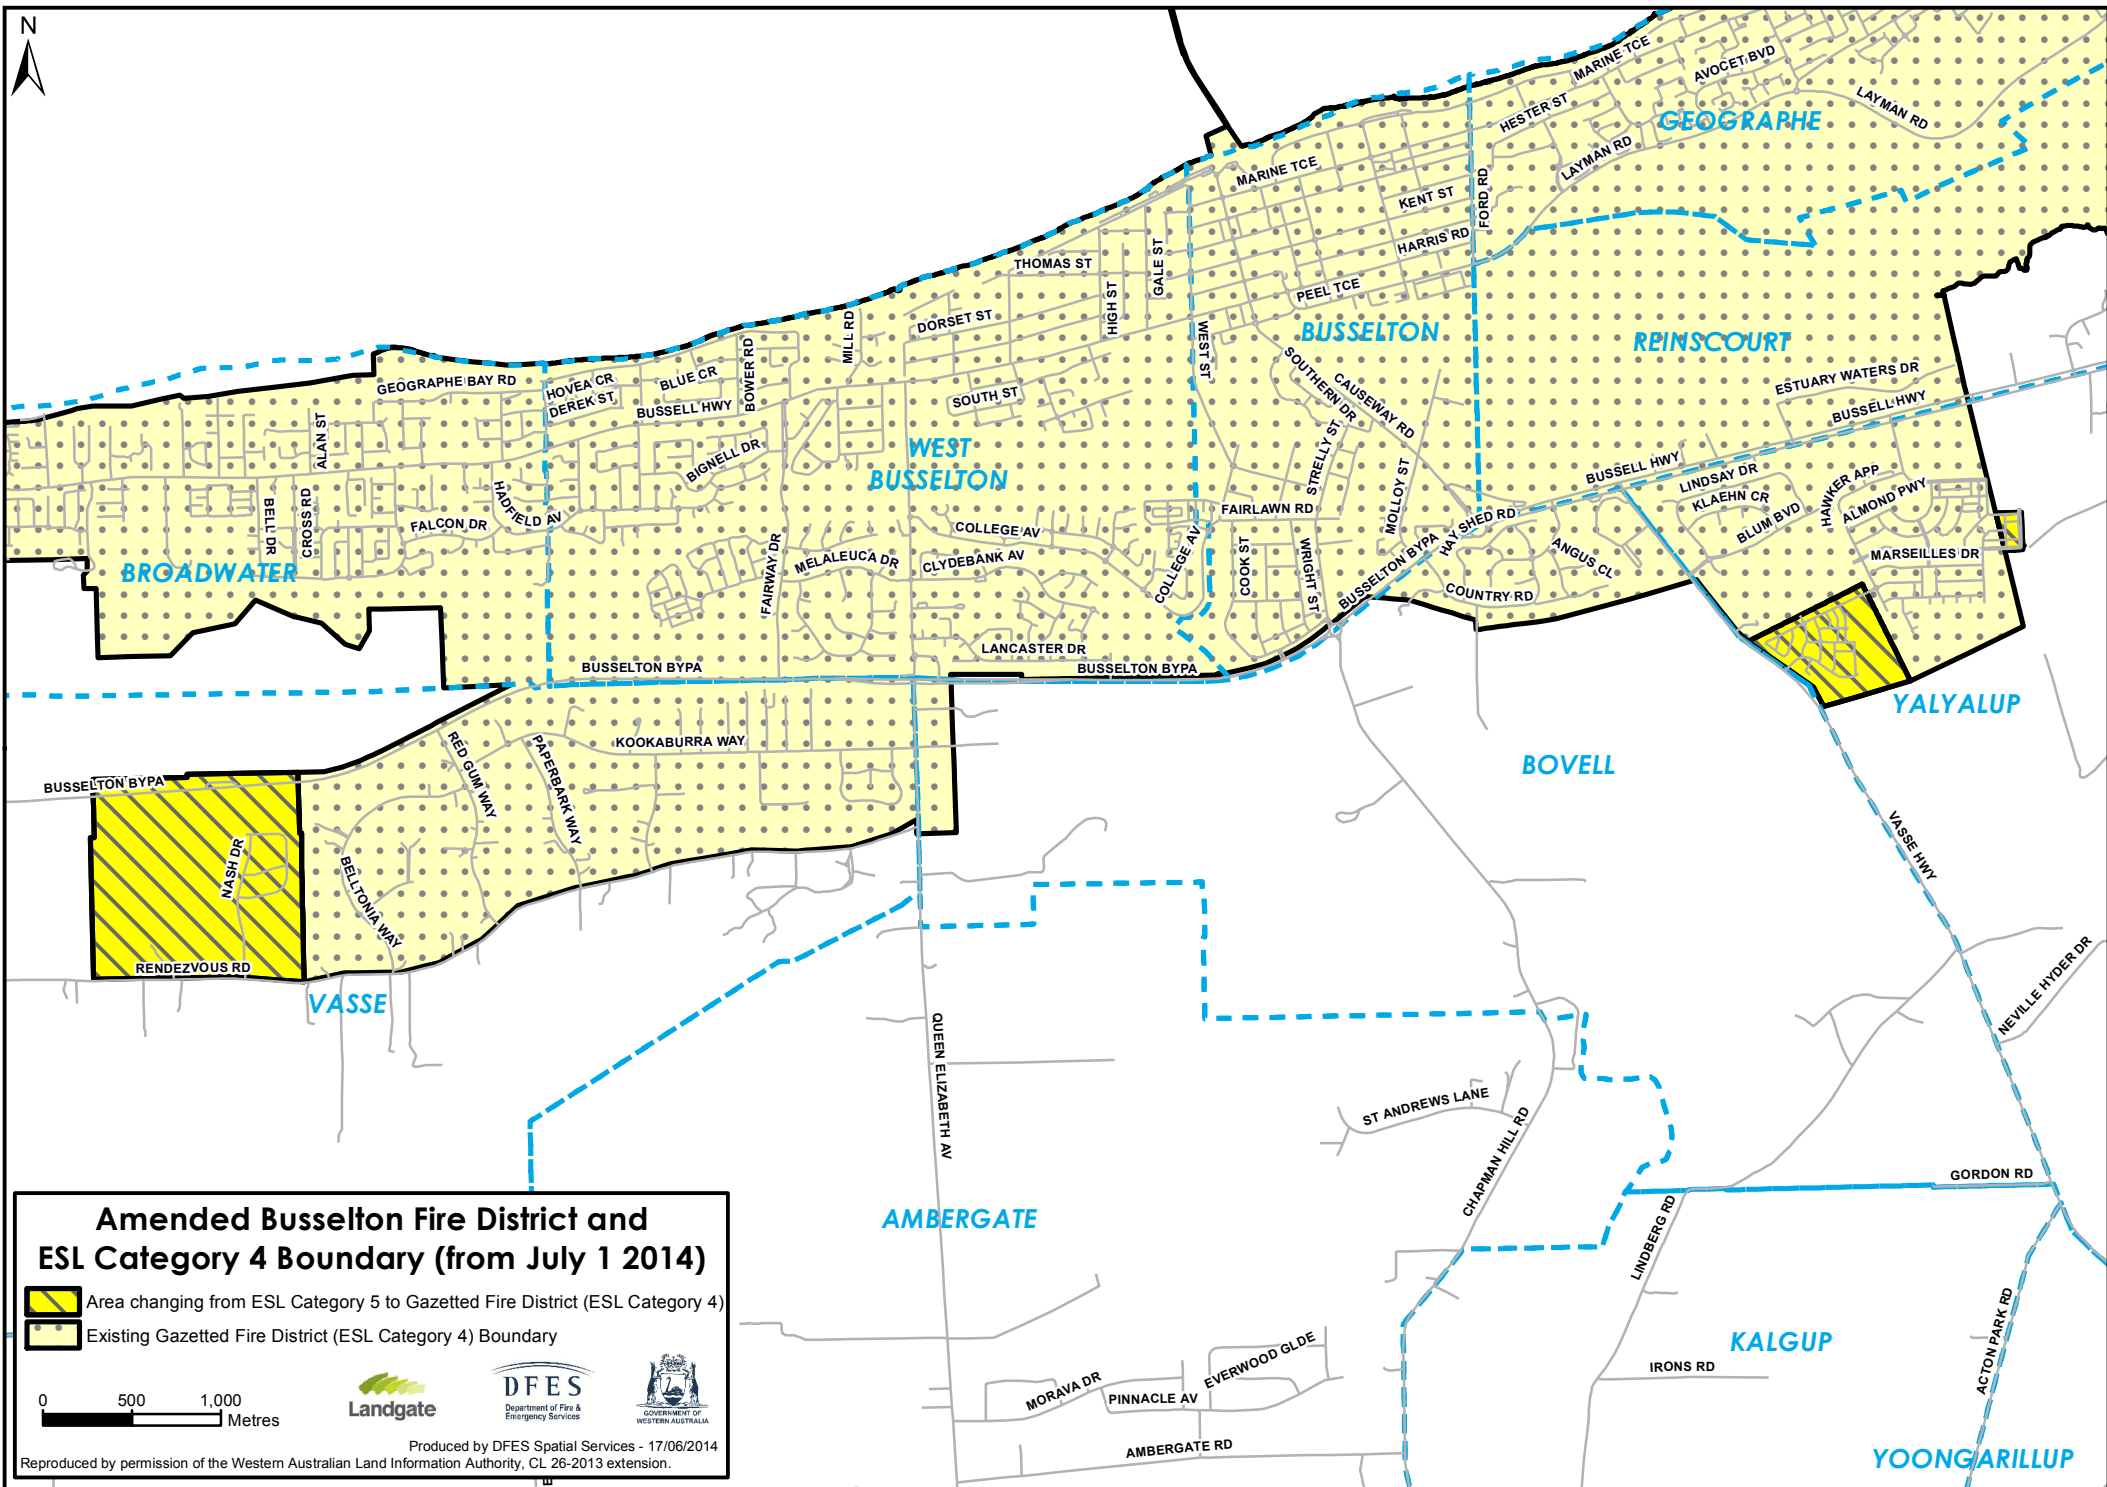 N
MARINE TCE
AVOCET BVD
HESTER ST
LAYMAN RD
GEOGRAPHE
LAYMAN RD
MARINE TCE
KENT ST
FORD RD
HARRIS RD
THOMAS ST
GALE ST
PEEL TCE
HIGH ST
DORSET ST
MILL RD
WEST ST
BUSSELTON
REINSCOURT
BOWER RD
GEOGRAPHE BAY RD
HOVEA CR
BLUE CR
DEREK ST
BUSSELL HWY
SOUTH ST
SOUTHERN DR
CAUSEWAY RD
ESTUARY WATERS DR
BUSSELL HWY
ALAN ST
BIGNELL DR
WEST
BUSSELTON
STRELLY ST
MOLLOY ST
BUSSELL HWY
LINDSAY DR
KLAEHN CR
HAWKER APP
ALMOND PWY
BLUM BVD
MARSEILLES DR
BELL DR
CROSS RD
HADFIELD AV
FALCON DR
COLLEGE AV
FAIRLAWN RD
HAY SHED RD
ANGUS CL
BROADWATER
FAIRWAY DR
MELALEUCA DR
CLYDEBANK AV
COLLEGE AV
COOK ST
WRIGHT ST
BUSSELTON BYPA
COUNTRY RD
LANCASTER DR
BUSSELTON BYPA
BUSSELTON BYPA
YALYALUP
RED GUM WAY
PAPERBARK WAY
KOOKABURRA WAY
BOVELL
BUSSELTON BYPA
NASH DR
BELLTONIA WAY
VASSE HWY
RENDEZVOUS RD
VASSE
NEVILLE HYDER DR
QUEEN ELIZABETH AV
ST ANDREWS LANE
CHAPMAN HILL RD
GORDON RD
LINDBERG RD
AMBERGATE
KALGUP
ACTON PARK RD
IRONS RD
EVERWOOD GLDE
MORAVA DR
PINNACLE AV
AMBERGATE RD
YOONGARILLUP
Amended Busselton Fire District and
ESL Category 4 Boundary (from July 1 2014)
Area changing from ESL Category 5 to Gazetted Fire District (ESL Category 4)
Existing Gazetted Fire District (ESL Category 4) Boundary
0 500 1,000
Metres
Landgate
DFES
Department of Fire &
Emergency Services
GOVERNMENT OF
WESTERN AUSTRALIA
Produced by DFES Spatial Services - 17/06/2014
Reproduced by permission of the Western Australian Land Information Authority, CL 26-2013 extension.